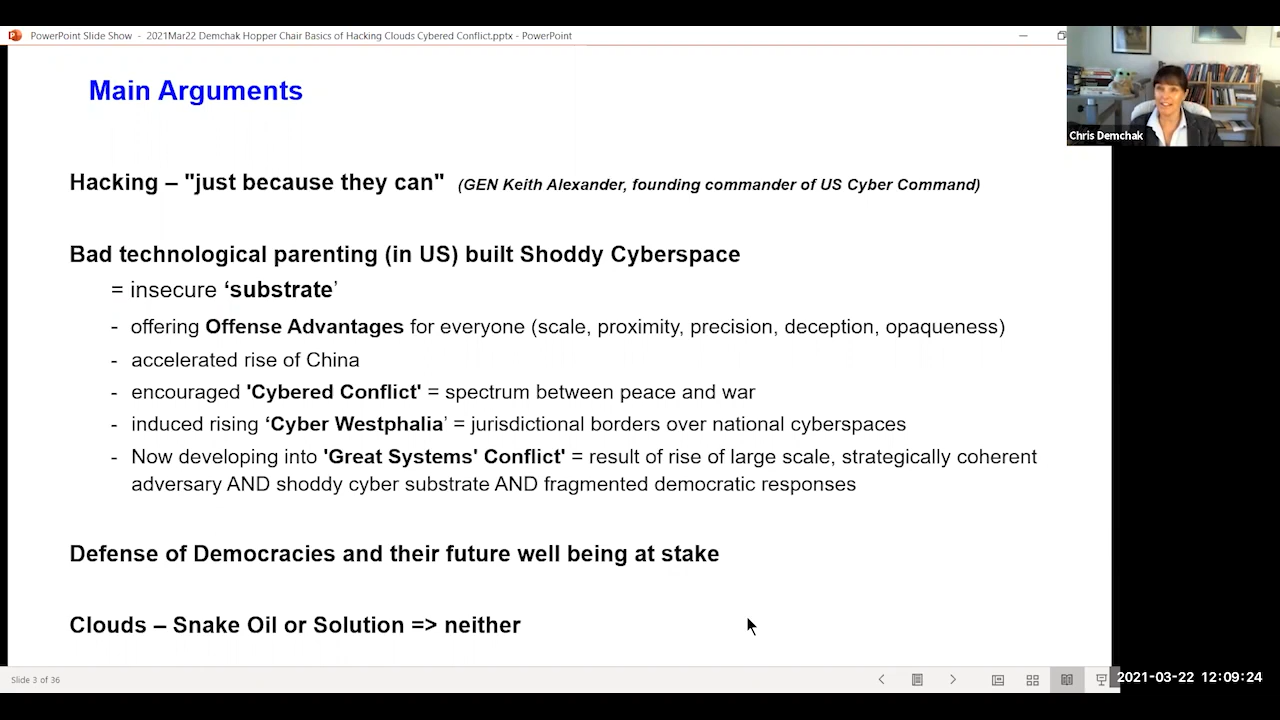 PowerPoint Slide Show - 2021Mar22 Demchak Hopper Chair Basics of Hacking Clouds Cybered Conflict.pptx - PowerPoint
Main Arguments
Chris Demchak
Hacking – "just because they can" (GEN Keith Alexander, founding commander of US Cyber Command)
Bad technological parenting (in US) built Shoddy Cyberspace
= insecure ‘substrate’
- offering Offense Advantages for everyone (scale, proximity, precision, deception, opaqueness)
- accelerated rise of China
- encouraged 'Cybered Conflict' = spectrum between peace and war
- induced rising ‘Cyber Westphalia’ = jurisdictional borders over national cyberspaces
- Now developing into 'Great Systems' Conflict' = result of rise of large scale, strategically coherent
adversary AND shoddy cyber substrate AND fragmented democratic responses
Defense of Democracies and their future well being at stake
Clouds – Snake Oil or Solution => neither
Slide 3 of 36
2021-03-22 12:09:24